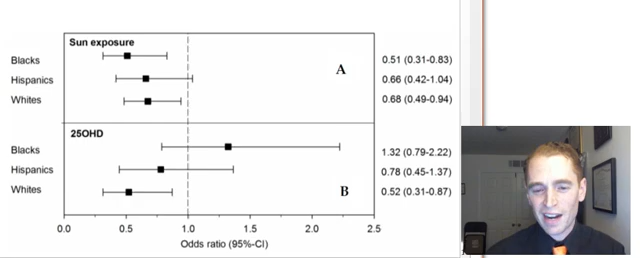 Sun exposure
A
Blacks 0.51 (0.31-0.83)
Hispanics 0.66 (0.42-1.04)
Whites 0.68 (0.49-0.94)
25OHD
Blacks 1.32 (0.79-2.22)
Hispanics 0.78 (0.45-1.37)
Whites 0.52 (0.31-0.87)
B
0.0 0.5 1.0 1.5 2.0 2.5
Odds ratio (95%-CI)